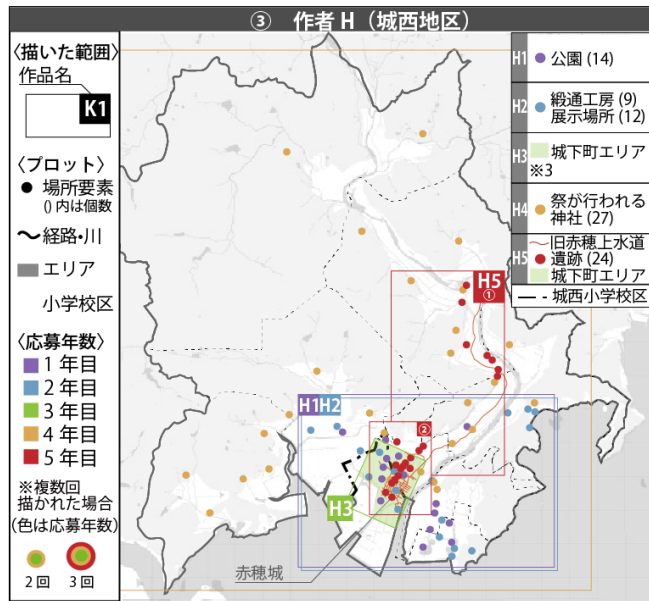 ③ 作者 H（城西地区）
〈描いた範囲〉
作品名
K1
〈プロット〉
場所要素
()内は個数
経路・川
エリア
小学校区
〈応募年数〉
1 年目
2 年目
3 年目
4 年目
5 年目
※複数回
描かれた場合
(色は応募年数)
2 回
3 回
H1 公園 (14)
H2 緞通工房 (9)
展示場所 (12)
H3 城下町エリア
※3
H4 祭が行われる
神社 (27)
H5 旧赤穂上水道
遺跡 (24)
城下町エリア
城西小学校区
H5
①
H1H2
②
H3
赤穂城